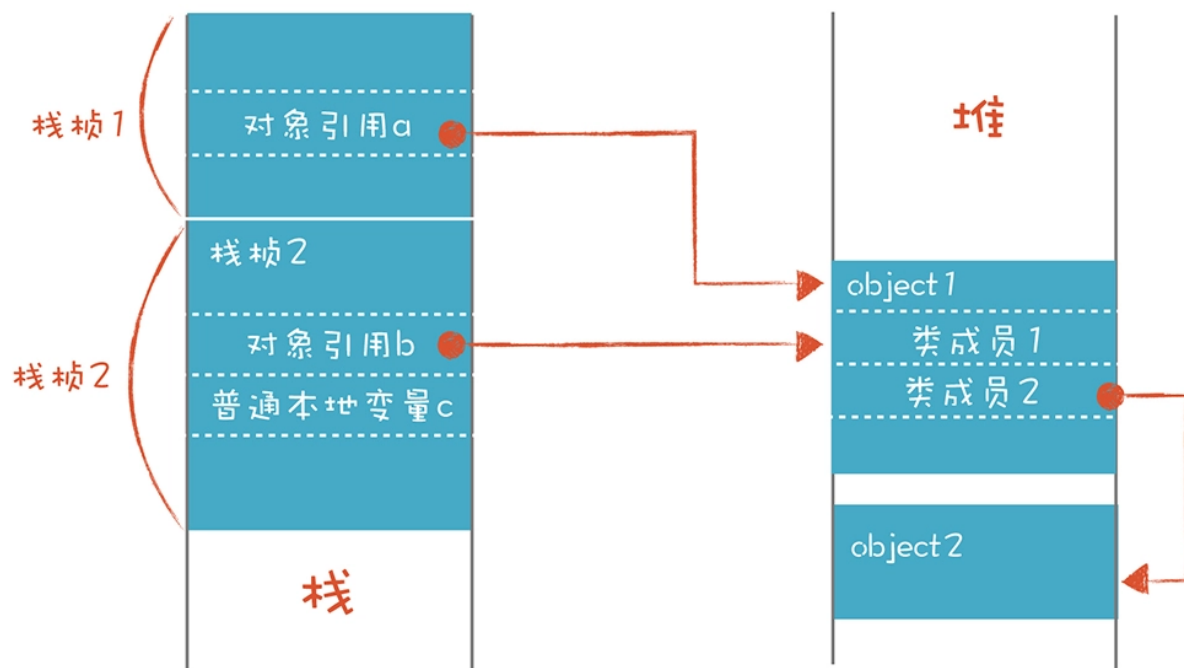 栈桢1
对象引用a
栈桢2
栈桢2
对象引用b
普通本地变量c
栈
堆
object1
类成员1
类成员2
object2